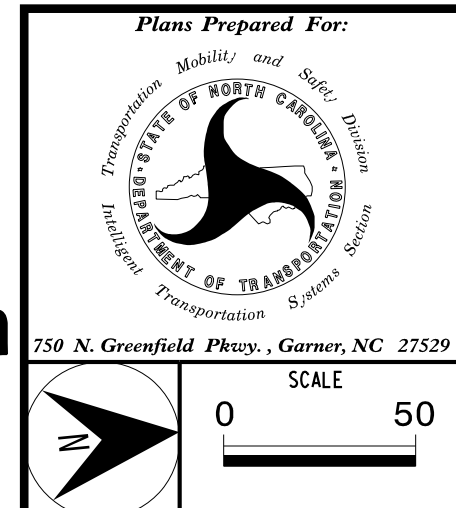 Plans Prepared For:
Transportation Mobility and Safety Division
STATE OF NORTH CAROLINA
DEPARTMENT OF TRANSPORTATION
Intelligent Transportation Systems Section
750 N. Greenfield Pkwy. , Garner, NC 27529
N
SCALE
0 50